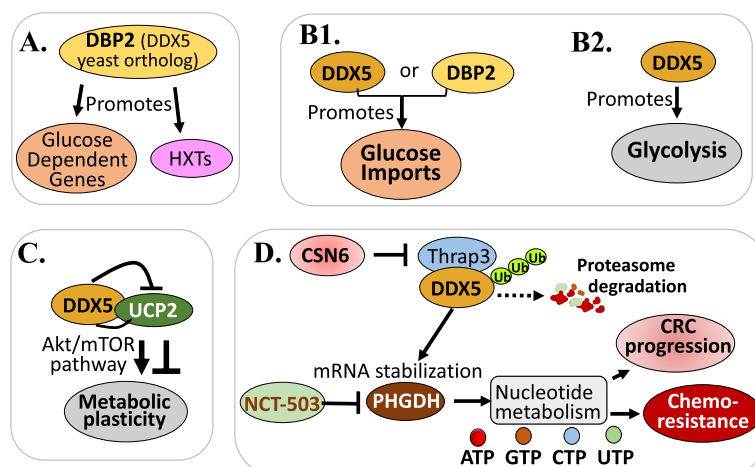 A.
DBP2 (DDX5
yeast ortholog)
Promotes
Glucose
Dependent
Genes
HXTs
B1.
DDX5
or
DBP2
Promotes
Glucose
Imports
B2.
DDX5
Promotes
Glycolysis
C.
DDX5
UCP2
Akt/mTOR
pathway
Metabolic
plasticity
D.
CSN6
Thrap3
DDX5
Ub
Ub
Ub
Proteasome
degradation
mRNA stabilization
NCT-503
PHGDH
Nucleotide
metabolism
CRC
progression
Chemo-
resistance
ATP
GTP
CTP
UTP